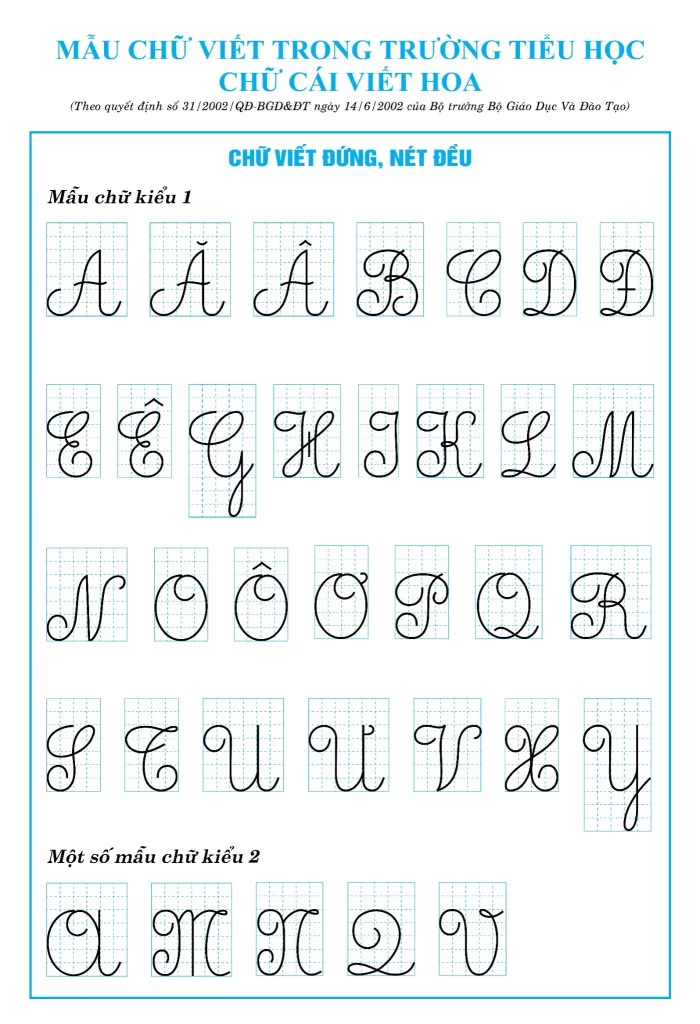 MẪU CHỮ VIẾT TRONG TRƯỜNG TIỂU HỌC
CHỮ CÁI VIẾT HOA
(Theo quyết định số 31/2002/QĐ-BGD&ĐT ngày 14/6/2002 của Bộ trưởng Bộ Giáo Dục Và Đào Tạo)
CHỮ VIẾT ĐỨNG, NÉT ĐỀU
Mẫu chữ kiểu 1
A Ă Â B C D Đ
E Ê G H I K L M
N O Ô Ơ P Q R
S T U Ư V X Y
Một số mẫu chữ kiểu 2
A M N Q V